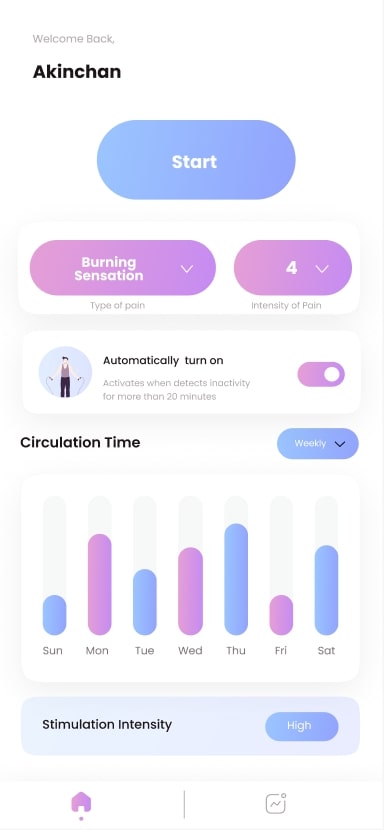 Welcome Back,
Akinchan
Start
Burning
Sensation
4
Type of pain
Intensity of Pain
Automatically turn on
Activates when detects inactivity
for more than 20 minutes
Circulation Time
Weekly
Sun Mon Tue Wed Thu Fri Sat
Stimulation Intensity
High